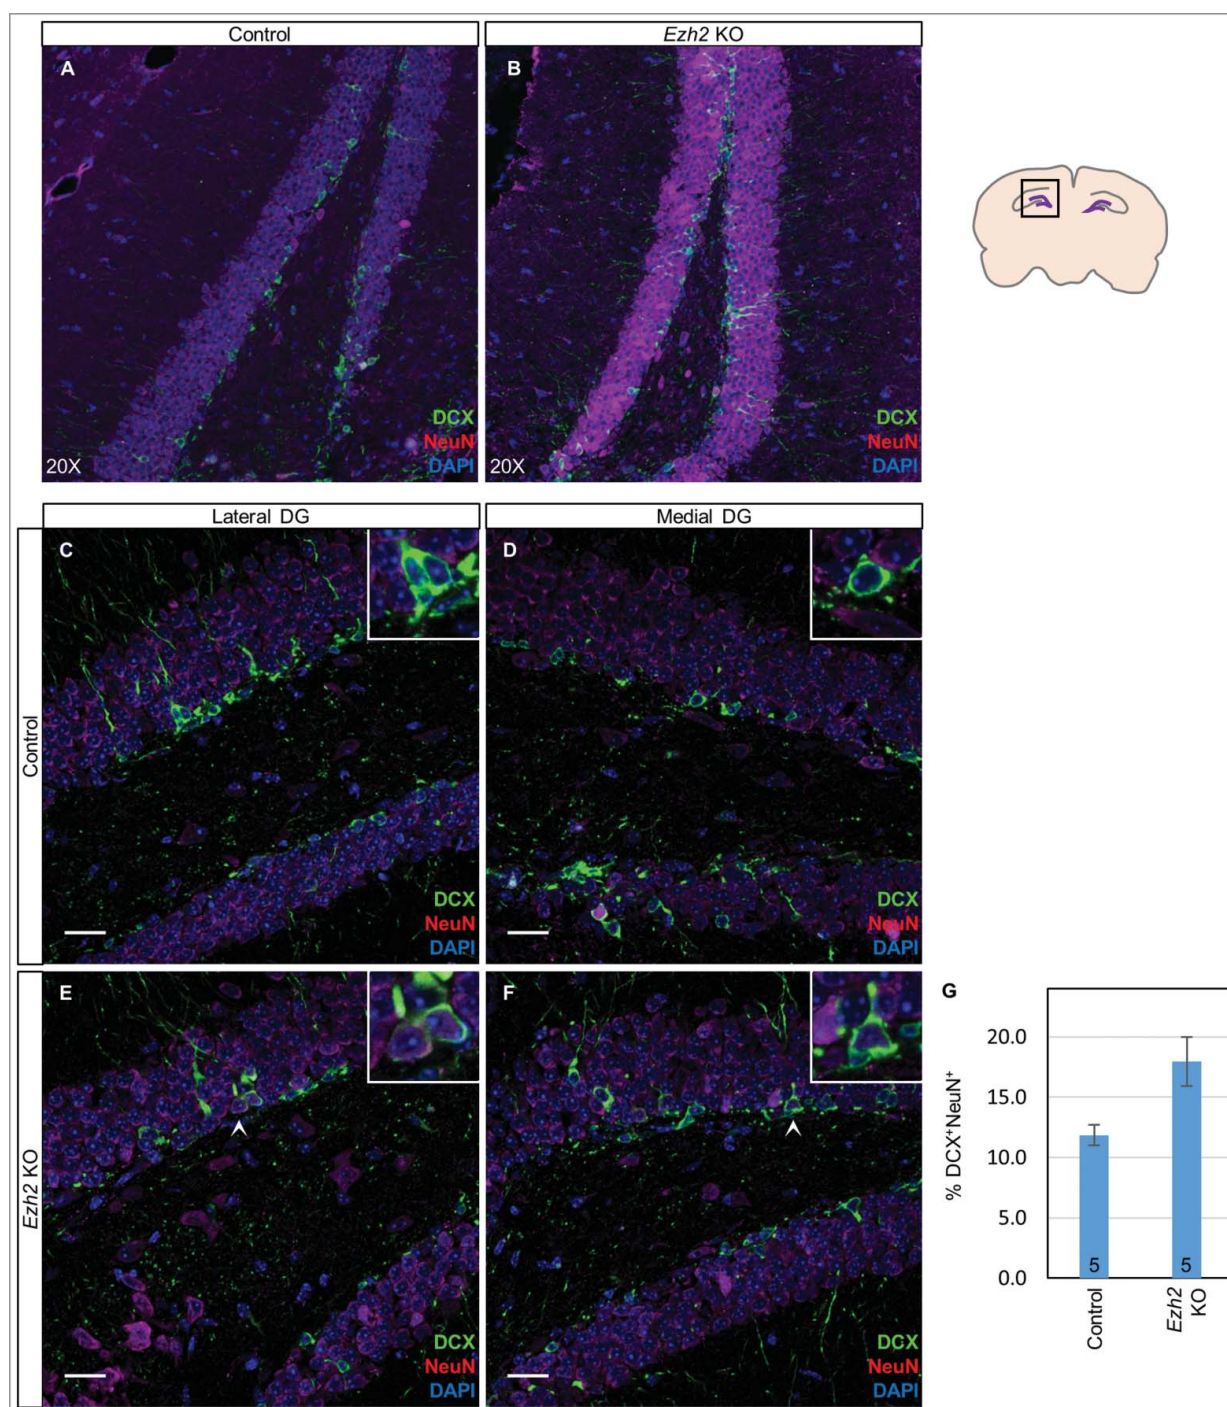 Control
Ezh2 KO
A
B
DCX
NeuN
DAPI
20X
DCX
NeuN
DAPI
20X
Lateral DG
Medial DG
Control
C
D
DCX
NeuN
DAPI
DCX
NeuN
DAPI
Ezh2 KO
E
F
DCX
NeuN
DAPI
DCX
NeuN
DAPI
G
% DCX⁺NeuN⁺
20.0
15.0
10.0
5.0
0.0
5
5
Control
Ezh2
KO